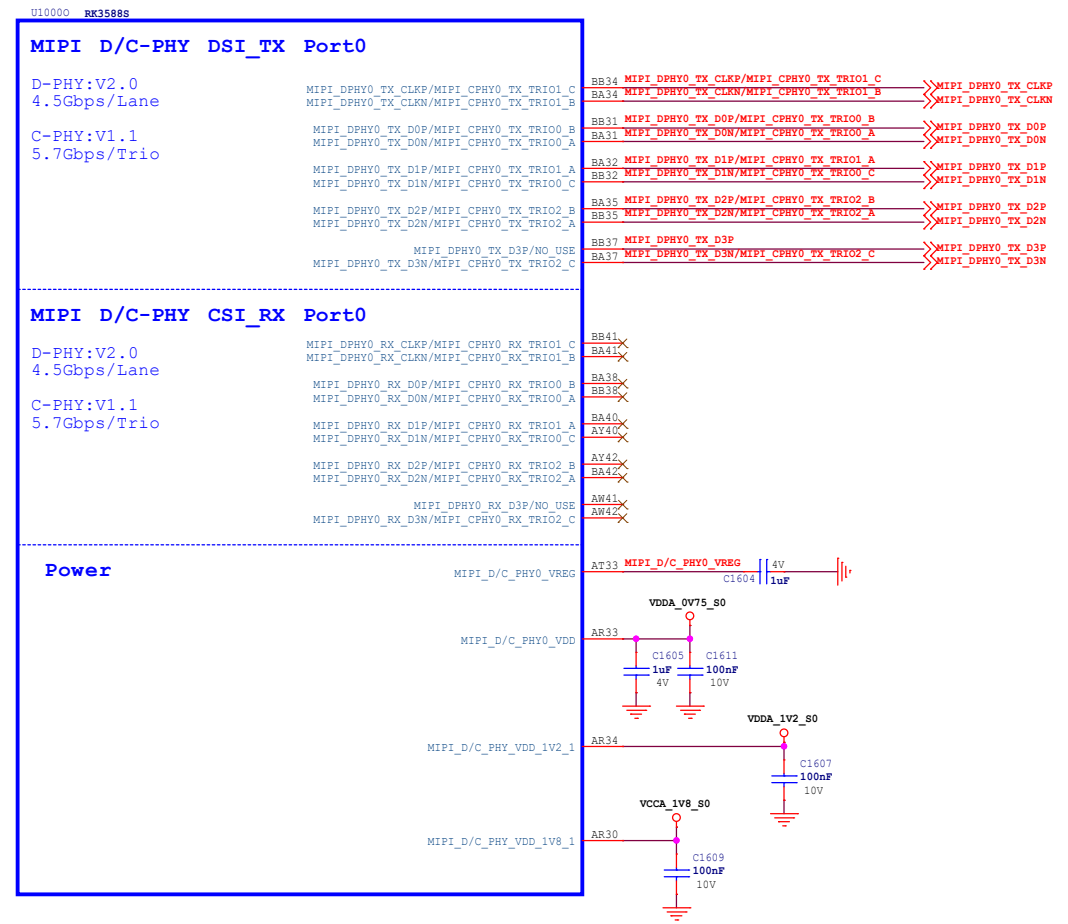 U1000O RK3588S
MIPI D/C-PHY DSI_TX Port0
D-PHY:V2.0
4.5Gbps/Lane
C-PHY:V1.1
5.7Gbps/Trio
MIPI_DPHY0_TX_CLKP/MIPI_CPHY0_TX_TRIO1_C BB34 MIPI_DPHY0_TX_CLKP/MIPI_CPHY0_TX_TRIO1_C MIPI_DPHY0_TX_CLKP
MIPI_DPHY0_TX_CLKN/MIPI_CPHY0_TX_TRIO1_B BA34 MIPI_DPHY0_TX_CLKN/MIPI_CPHY0_TX_TRIO1_B MIPI_DPHY0_TX_CLKN
MIPI_DPHY0_TX_D0P/MIPI_CPHY0_TX_TRIO0_B BB31 MIPI_DPHY0_TX_D0P/MIPI_CPHY0_TX_TRIO0_B MIPI_DPHY0_TX_D0P
MIPI_DPHY0_TX_D0N/MIPI_CPHY0_TX_TRIO0_A BA31 MIPI_DPHY0_TX_D0N/MIPI_CPHY0_TX_TRIO0_A MIPI_DPHY0_TX_D0N
MIPI_DPHY0_TX_D1P/MIPI_CPHY0_TX_TRIO1_A BA32 MIPI_DPHY0_TX_D1P/MIPI_CPHY0_TX_TRIO1_A MIPI_DPHY0_TX_D1P
MIPI_DPHY0_TX_D1N/MIPI_CPHY0_TX_TRIO0_C BB32 MIPI_DPHY0_TX_D1N/MIPI_CPHY0_TX_TRIO0_C MIPI_DPHY0_TX_D1N
MIPI_DPHY0_TX_D2P/MIPI_CPHY0_TX_TRIO2_B BA35 MIPI_DPHY0_TX_D2P/MIPI_CPHY0_TX_TRIO2_B MIPI_DPHY0_TX_D2P
MIPI_DPHY0_TX_D2N/MIPI_CPHY0_TX_TRIO2_A BB35 MIPI_DPHY0_TX_D2N/MIPI_CPHY0_TX_TRIO2_A MIPI_DPHY0_TX_D2N
MIPI_DPHY0_TX_D3P/NO_USE BB37 MIPI_DPHY0_TX_D3P MIPI_DPHY0_TX_D3P
MIPI_DPHY0_TX_D3N/MIPI_CPHY0_TX_TRIO2_C BA37 MIPI_DPHY0_TX_D3N/MIPI_CPHY0_TX_TRIO2_C MIPI_DPHY0_TX_D3N
MIPI D/C-PHY CSI_RX Port0
D-PHY:V2.0
4.5Gbps/Lane
C-PHY:V1.1
5.7Gbps/Trio
MIPI_DPHY0_RX_CLKP/MIPI_CPHY0_RX_TRIO1_C BB41
MIPI_DPHY0_RX_CLKN/MIPI_CPHY0_RX_TRIO1_B BA41
MIPI_DPHY0_RX_D0P/MIPI_CPHY0_RX_TRIO0_B BA38
MIPI_DPHY0_RX_D0N/MIPI_CPHY0_RX_TRIO0_A BB38
MIPI_DPHY0_RX_D1P/MIPI_CPHY0_RX_TRIO1_A BA40
MIPI_DPHY0_RX_D1N/MIPI_CPHY0_RX_TRIO0_C AY40
MIPI_DPHY0_RX_D2P/MIPI_CPHY0_RX_TRIO2_B AY42
MIPI_DPHY0_RX_D2N/MIPI_CPHY0_RX_TRIO2_A BA42
MIPI_DPHY0_RX_D3P/NO_USE AW41
MIPI_DPHY0_RX_D3N/MIPI_CPHY0_RX_TRIO2_C AW42
Power
MIPI_D/C_PHY0_VREG AT33 MIPI_D/C_PHY0_VREG 4V
C1604 1uF
VDDA_0V75_S0
MIPI_D/C_PHY0_VDD AR33
C1605 C1611
1uF 100nF
4V 10V
VDDA_1V2_S0
MIPI_D/C_PHY_VDD_1V2_1 AR34
C1607
100nF
10V
VCCA_1V8_S0
MIPI_D/C_PHY_VDD_1V8_1 AR30
C1609
100nF
10V